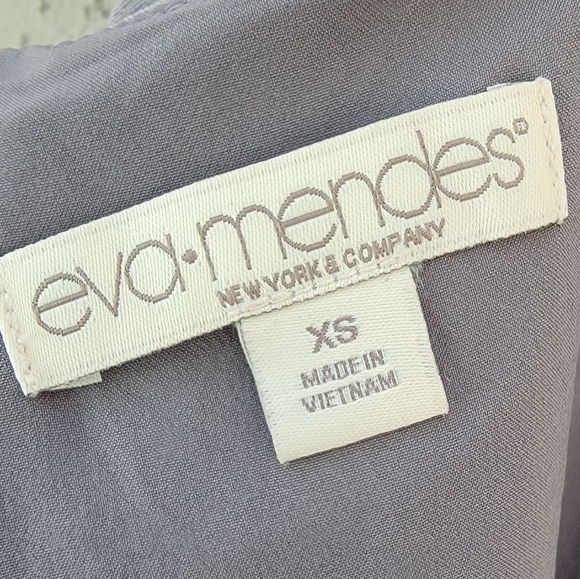 eva·mendes®
NEW YORK & COMPANY
XS
MADE IN
VIETNAM